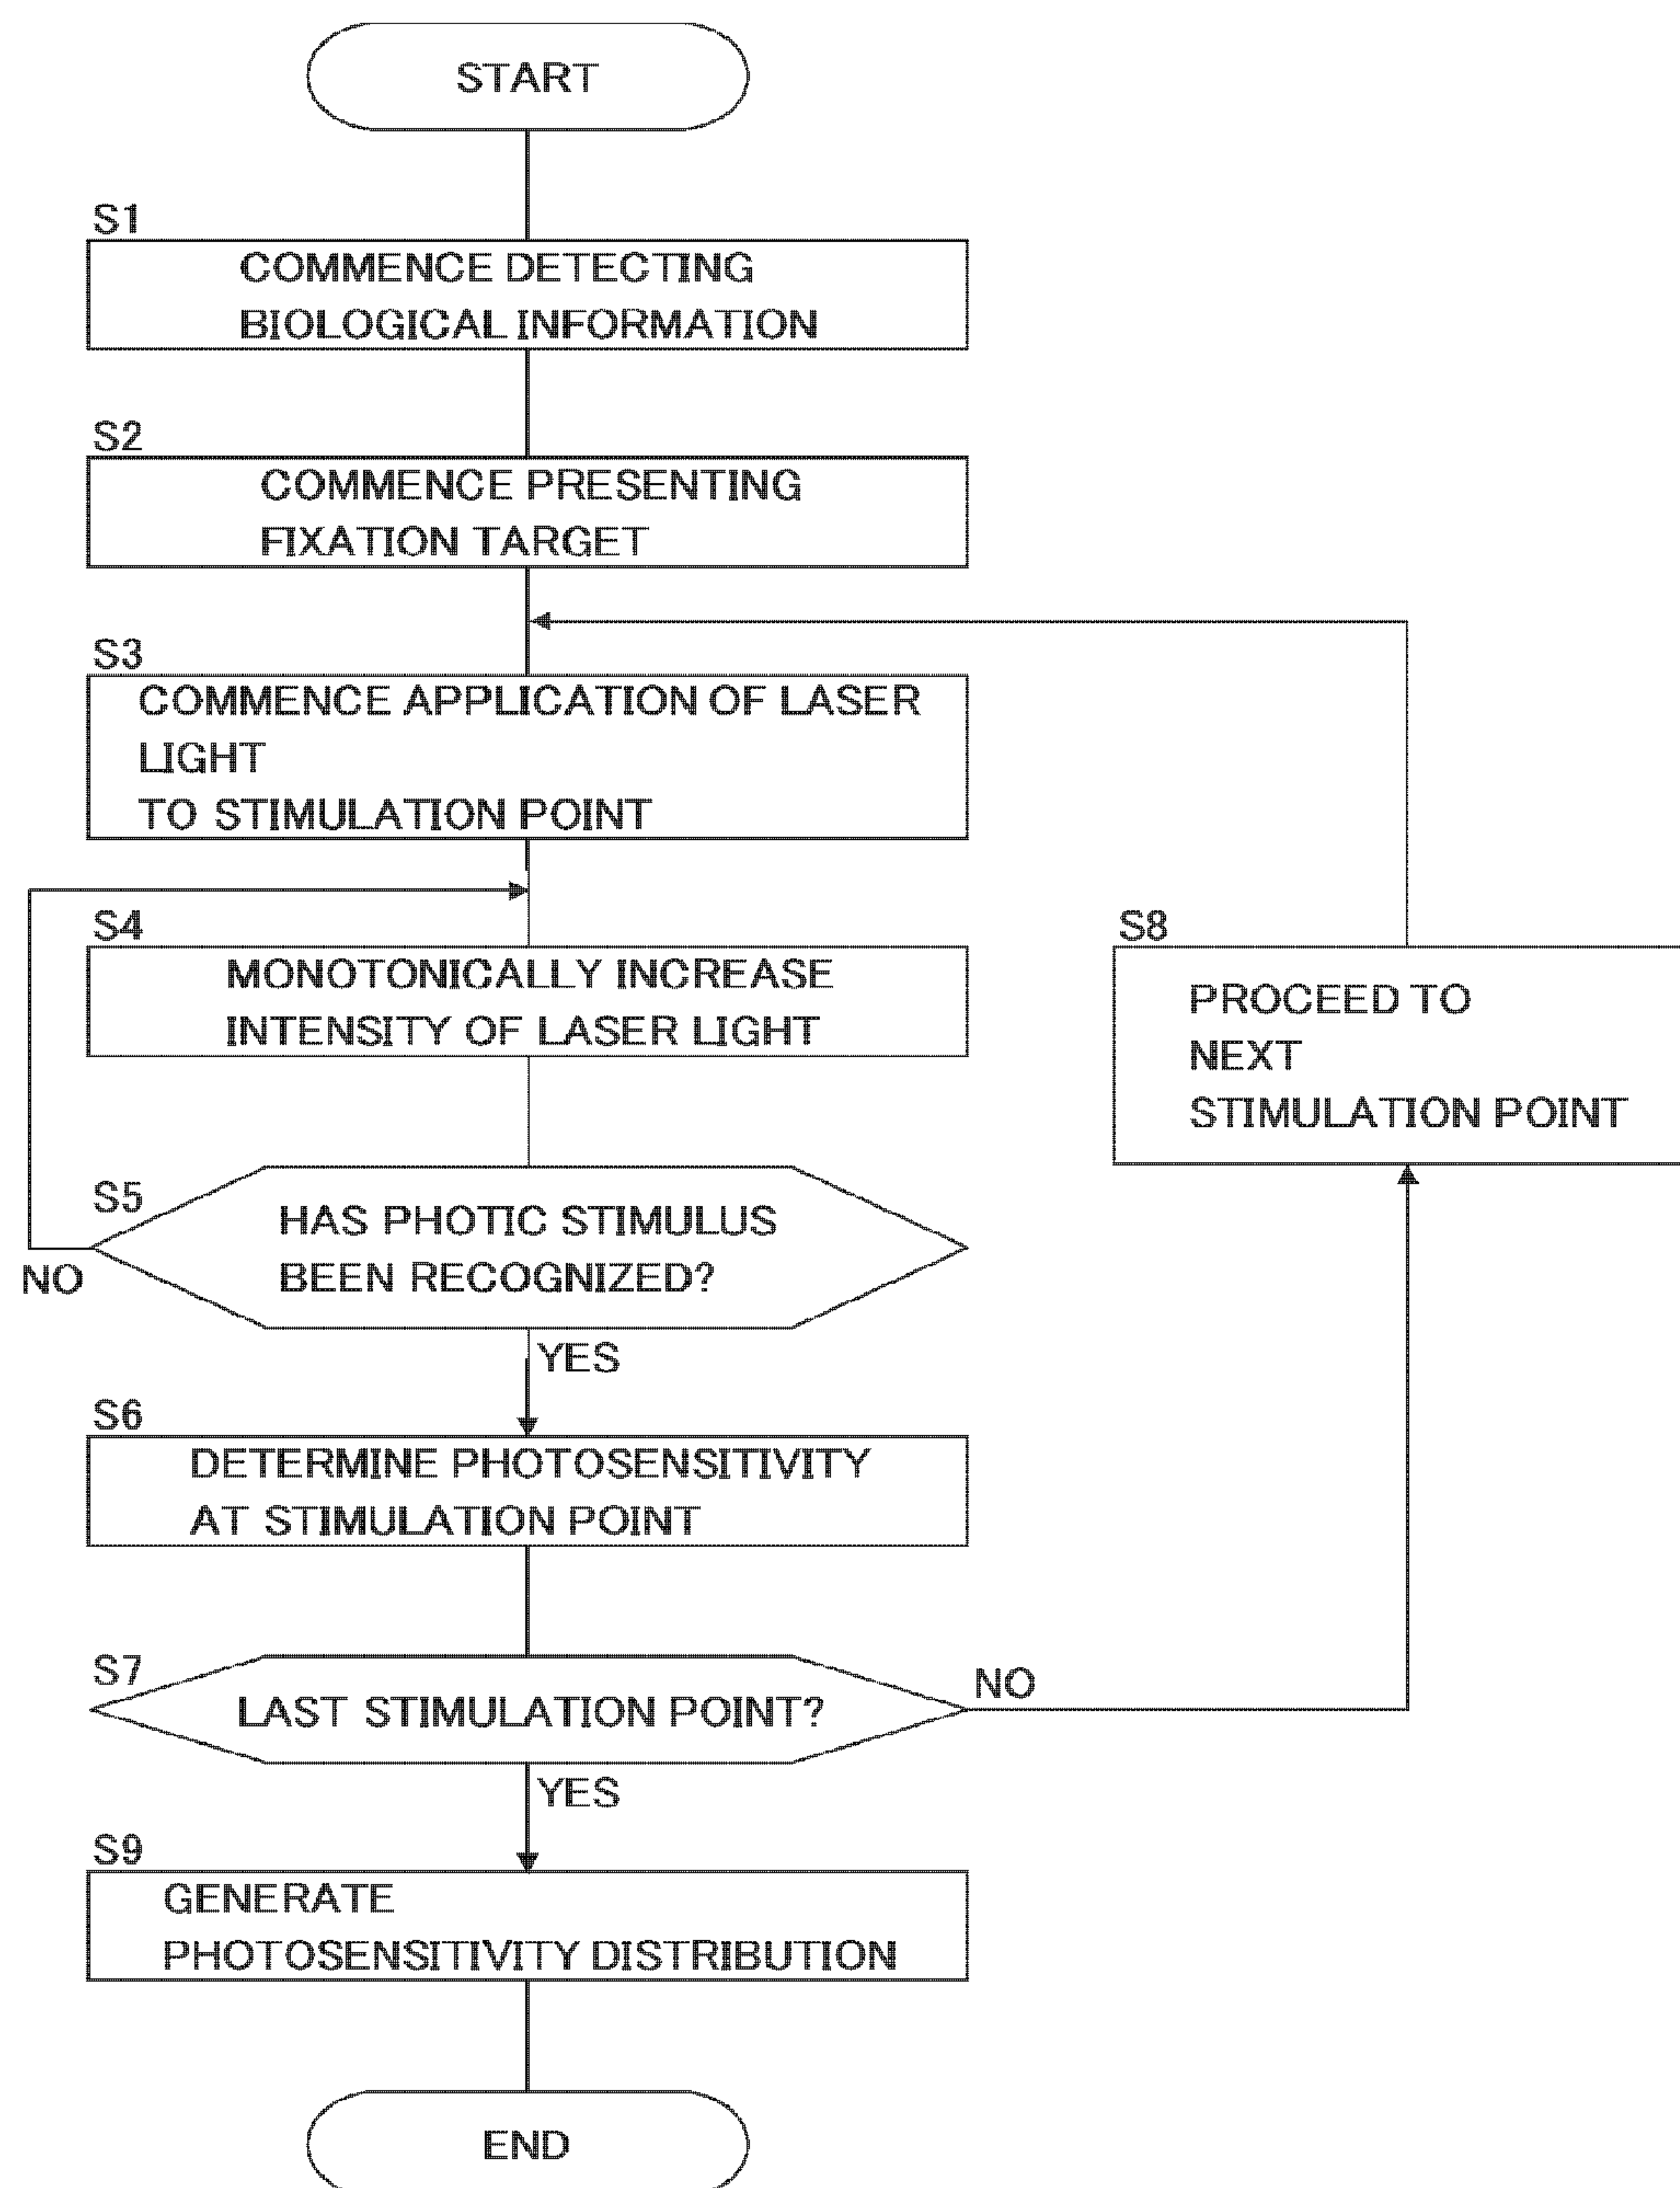 START
S1
COMMENCE DETECTING
BIOLOGICAL INFORMATION
S2
COMMENCE PRESENTING
FIXATION TARGET
S3
COMMENCE APPLICATION OF LASER
LIGHT
TO STIMULATION POINT
S4
MONOTONICALLY INCREASE
INTENSITY OF LASER LIGHT
S8
PROCEED TO
NEXT
STIMULATION POINT
S5
HAS PHOTIC STIMULUS
BEEN RECOGNIZED?
NO
YES
S6
DETERMINE PHOTOSENSITIVITY
AT STIMULATION POINT
S7
LAST STIMULATION POINT?
NO
YES
S9
GENERATE
PHOTOSENSITIVITY DISTRIBUTION
END